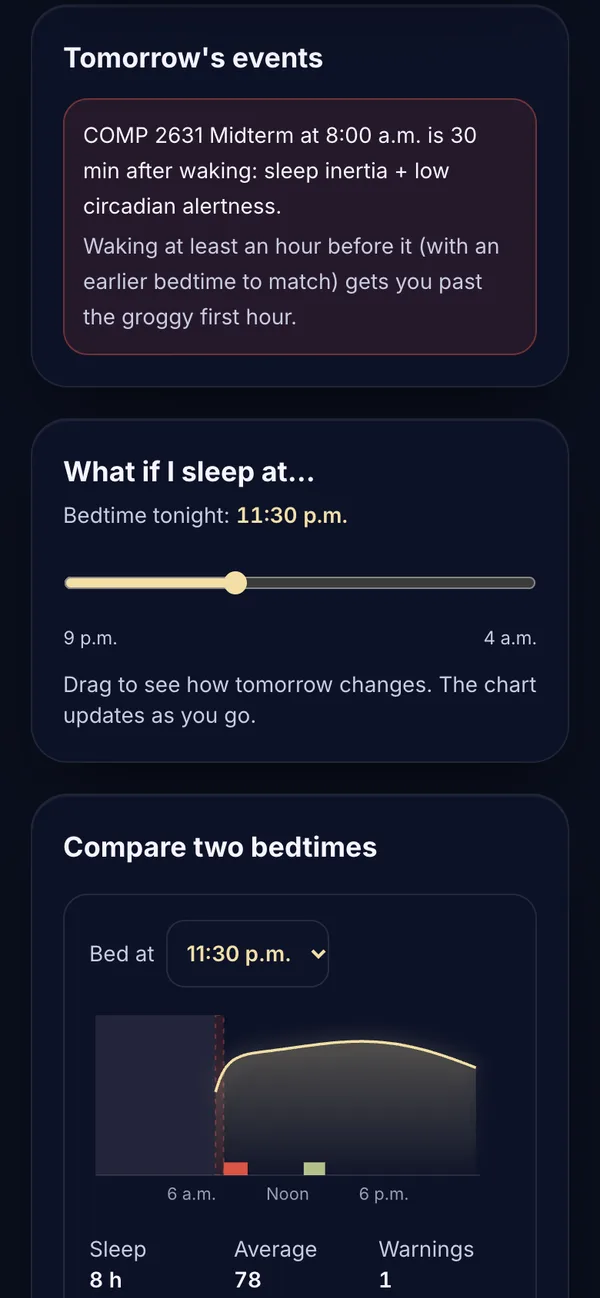 Tomorrow's events
COMP 2631 Midterm at 8:00 a.m. is 30
min after waking: sleep inertia + low
circadian alertness.
Waking at least an hour before it (with an
earlier bedtime to match) gets you past
the groggy first hour.
What if I sleep at...
Bedtime tonight: 11:30 p.m.
9 p.m. 4 a.m.
Drag to see how tomorrow changes. The chart
updates as you go.
Compare two bedtimes
Bed at 11:30 p.m.
6 a.m. Noon 6 p.m.
Sleep Average Warnings
8 h 78 1